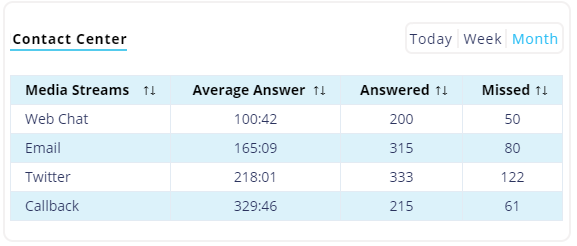 Contact Center
Today Week Month
Media Streams ↑↓ Average Answer ↑↓ Answered ↑↓ Missed ↑↓
Web Chat 100:42 200 50
Email 165:09 315 80
Twitter 218:01 333 122
Callback 329:46 215 61